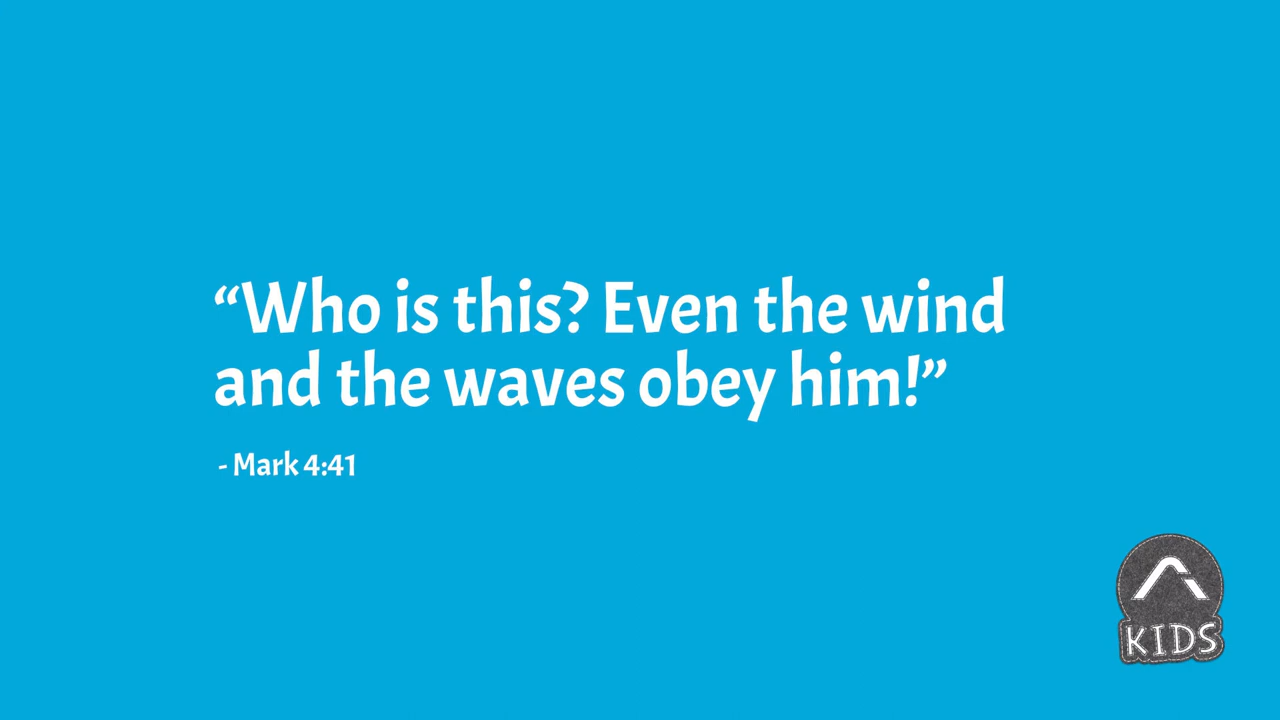 “Who is this? Even the wind
and the waves obey him!”
- Mark 4:41
KIDS